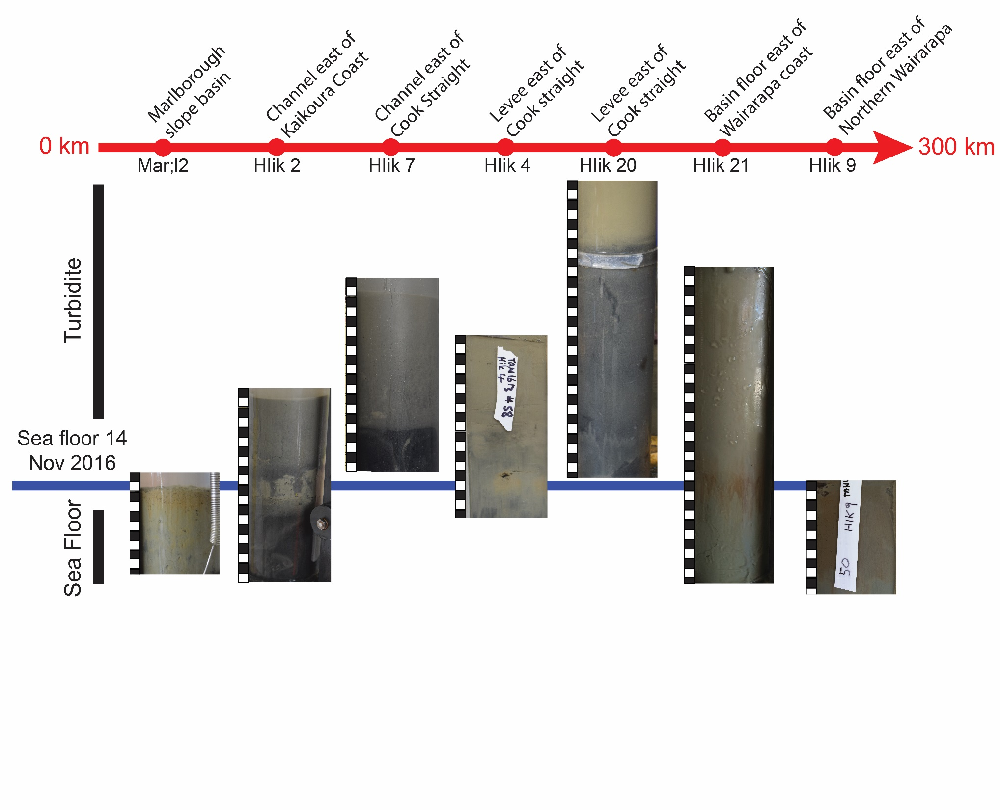 Marlborough
slope basin
Channel east of
Kaikoura Coast
Channel east of
Cook Straight
Levee east of
Cook straight
Levee east of
Cook straight
Basin floor east of
Wairarapa coast
Basin floor east of
Northern Wairarapa
0 km
300 km
Mar;l2
Hlik 2
Hlik 7
Hlik 4
Hlik 20
Hlik 21
Hlik 9
Turbidite
TAN1613 #58
Hik 4
Sea floor 14
Nov 2016
Sea Floor
50 HIK9